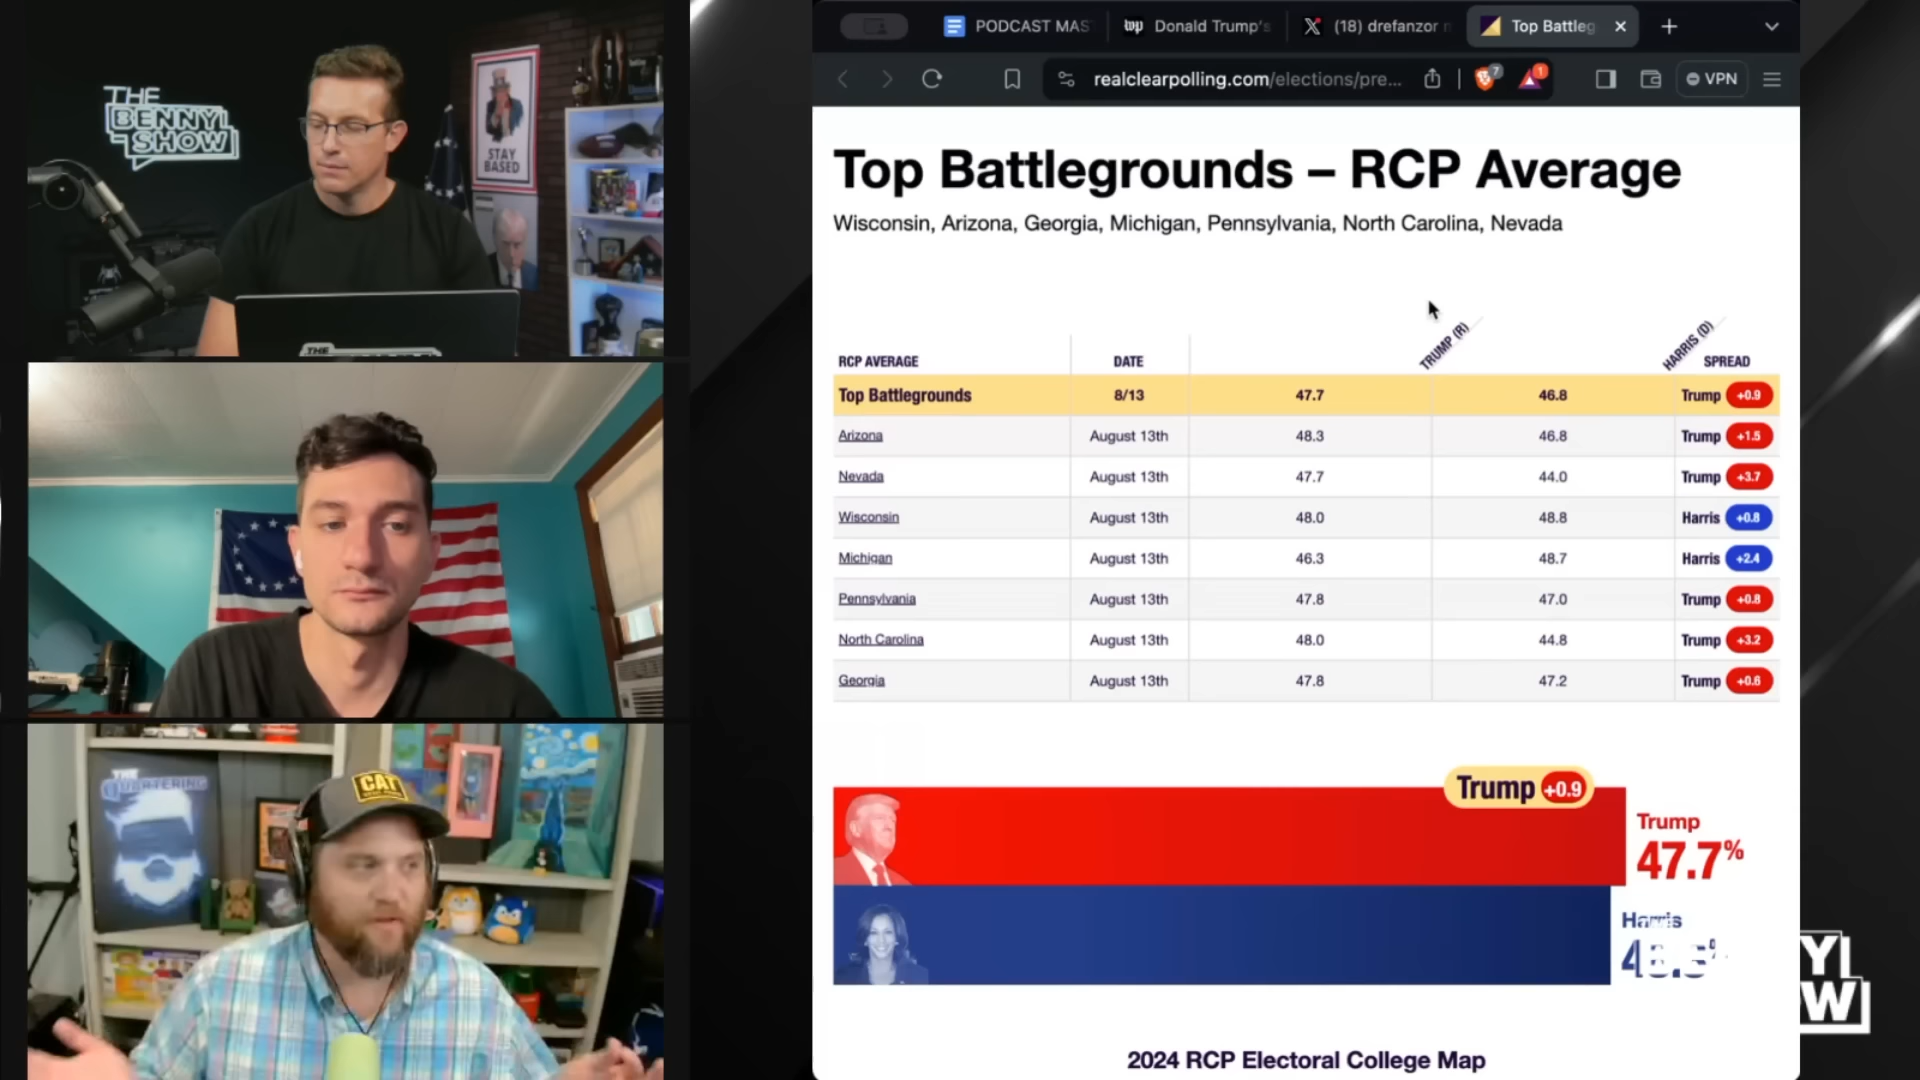 THE
BENNY
SHOW
STAY
BASED
THE
THE
QUARTERING
CAT
PODCAST MAS
wp Donald Trump's
(18) drefanzor
Top Battleg
realclearpolling.com/elections/pre...
7
1
VPN
Top Battlegrounds – RCP Average
Wisconsin, Arizona, Georgia, Michigan, Pennsylvania, North Carolina, Nevada
RCP AVERAGE DATE TRUMP (R) HARRIS (D) SPREAD
Top Battlegrounds 8/13 47.7 46.8 Trump +0.9
Arizona August 13th 48.3 46.8 Trump +1.5
Nevada August 13th 47.7 44.0 Trump +3.7
Wisconsin August 13th 48.0 48.8 Harris +0.8
Michigan August 13th 46.3 48.7 Harris +2.4
Pennsylvania August 13th 47.8 47.0 Trump +0.8
North Carolina August 13th 48.0 44.8 Trump +3.2
Georgia August 13th 47.8 47.2 Trump +0.6
Trump +0.9
Trump
47.7%
Harris
2024 RCP Electoral College Map